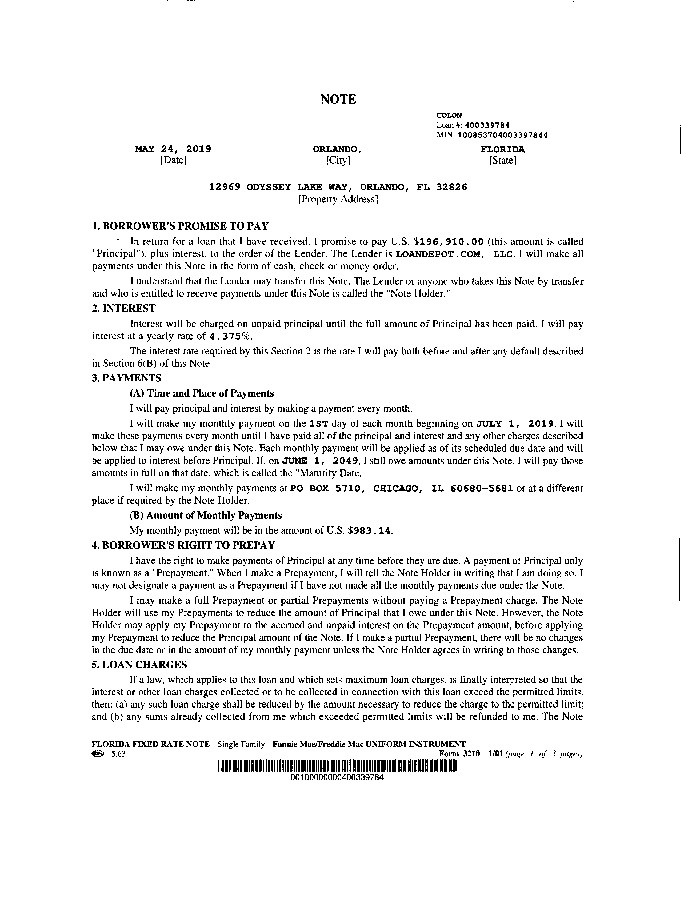 NOTE
COLON
Loan #: 400339784
MIN: 100853704003397844
MAY 24, 2019 ORLANDO, FLORIDA
[Date] [City] [State]
12969 ODYSSEY LAKE WAY, ORLANDO, FL 32826
[Property Address]
1. BORROWER'S PROMISE TO PAY
In return for a loan that I have received, I promise to pay U.S. $196,910.00 (this amount is called
"Principal"), plus interest, to the order of the Lender. The Lender is LOANDEPOT.COM, LLC. I will make all
payments under this Note in the form of cash, check or money order.
I understand that the Lender may transfer this Note. The Lender or anyone who takes this Note by transfer
and who is entitled to receive payments under this Note is called the "Note Holder."
2. INTEREST
Interest will be charged on unpaid principal until the full amount of Principal has been paid. I will pay
interest at a yearly rate of 4.375%.
The interest rate required by this Section 2 is the rate I will pay both before and after any default described
in Section 6(B) of this Note
3. PAYMENTS
(A) Time and Place of Payments
I will pay principal and interest by making a payment every month.
I will make my monthly payment on the 1ST day of each month beginning on JULY 1, 2019. I will
make these payments every month until I have paid all of the principal and interest and any other charges described
below that I may owe under this Note. Each monthly payment will be applied as of its scheduled due date and will
be applied to interest before Principal. If, on JUNE 1, 2049, I still owe amounts under this Note, I will pay those
amounts in full on that date, which is called the "Maturity Date.
I will make my monthly payments at PO BOX 5710, CHICAGO, IL 60680-5681 or at a different
place if required by the Note Holder.
(B) Amount of Monthly Payments
My monthly payment will be in the amount of U.S. $983.14.
4. BORROWER'S RIGHT TO PREPAY
I have the right to make payments of Principal at any time before they are due. A payment of Principal only
is known as a "Prepayment." When I make a Prepayment, I will tell the Note Holder in writing that I am doing so. I
may not designate a payment as a Prepayment if I have not made all the monthly payments due under the Note.
I may make a full Prepayment or partial Prepayments without paying a Prepayment charge. The Note
Holder will use my Prepayments to reduce the amount of Principal that I owe under this Note. However, the Note
Holder may apply my Prepayment to the accrued and unpaid interest on the Prepayment amount, before applying
my Prepayment to reduce the Principal amount of the Note. If I make a partial Prepayment, there will be no changes
in the due date or in the amount of my monthly payment unless the Note Holder agrees in writing to those changes.
5. LOAN CHARGES
If a law, which applies to this loan and which sets maximum loan charges, is finally interpreted so that the
interest or other loan charges collected or to be collected in connection with this loan exceed the permitted limits,
then: (a) any such loan charge shall be reduced by the amount necessary to reduce the charge to the permitted limit;
and (b) any sums already collected from me which exceeded permitted limits will be refunded to me. The Note
FLORIDA FIXED RATE NOTE Single Family Fannie Mae/Freddie Mac UNIFORM INSTRUMENT
Form 3210 1/01 (page 1 of 3 pages)